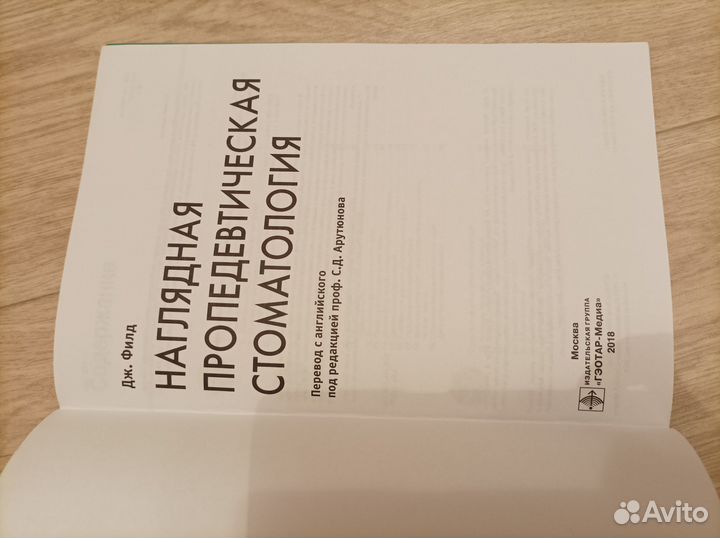 Дж. Филд
НАГЛЯДНАЯ
ПРОПЕДЕВТИЧЕСКАЯ
СТОМАТОЛОГИЯ
Перевод с английского
под редакцией проф. С.Д. Арутюнова
Москва
ИЗДАТЕЛЬСКАЯ ГРУППА
«ГЭОТАР-Медиа»
2018
Avito